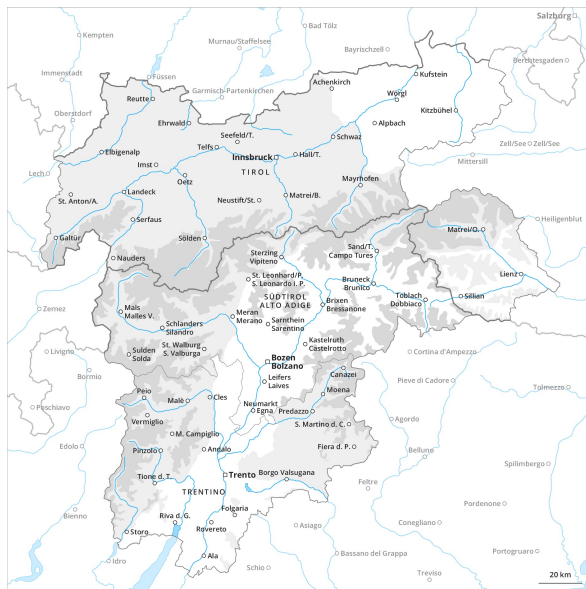 Salzburg
Kempten
Bad Tölz
Murnau/Staffelsee
Bayrischzell
Berchtesgaden
Immenstadt
Füssen
Kufstein
Achenkirch
Garmisch-Partenkirchen
Reutte
Wörgl
Oberstdorf
Kitzbühel
Ehrwald
Alpbach
Seefeld/T.
Schwaz
Telfs
Zell/See
Zell/See
Elbigenalp
Innsbruck
Hall/T.
Mittersill
Imst
TIROL
Lech
Oetz
Mayrhofen
Landeck
St. Anton/A.
Neustift/St.
Matrei/B.
Serfaus
Heiligenblut
Galtür
Sölden
Matrei/O.
Sand/T.
Campo Tures
Nauders
Sterzing
Vipiteno
Lienz
St. Leonhard/P.
S. Leonardo i. P.
Bruneck
Brunico
Sillian
Toblach
Dobbiaco
SÜDTIROL
ALTO ADIGE
Brixen
Bressanone
Zernez
Mals
Malles V.
Meran
Merano
Schlanders
Silandro
Sarnthein
Sarentino
Kastelruth
Castelrotto
St. Walburg
S. Valburga
Livigno
Sulden
Solda
Cortina d'Ampezzo
Bozen
Bolzano
Bormio
Canazei
Leifers
Laives
Pieve di Cadore
Tolmezzo
Peio
Moena
Malè
Cles
Poschiavo
Neumarkt
Egna
Predazzo
Vermiglio
Agordo
S. Martino d. C.
M. Campiglio
Edolo
Fiera d. P.
Pinzolo
Andalo
Belluno
Spilimbergo
Tione d. T.
Trento
Borgo Valsugana
Feltre
TRENTINO
Pordenone
Bienno
Riva d. G.
Folgaria
Conegliano
Storo
Rovereto
Asiago
Ala
Bassano del Grappa
Portogruaro
Idro
Schio
Treviso
20 km